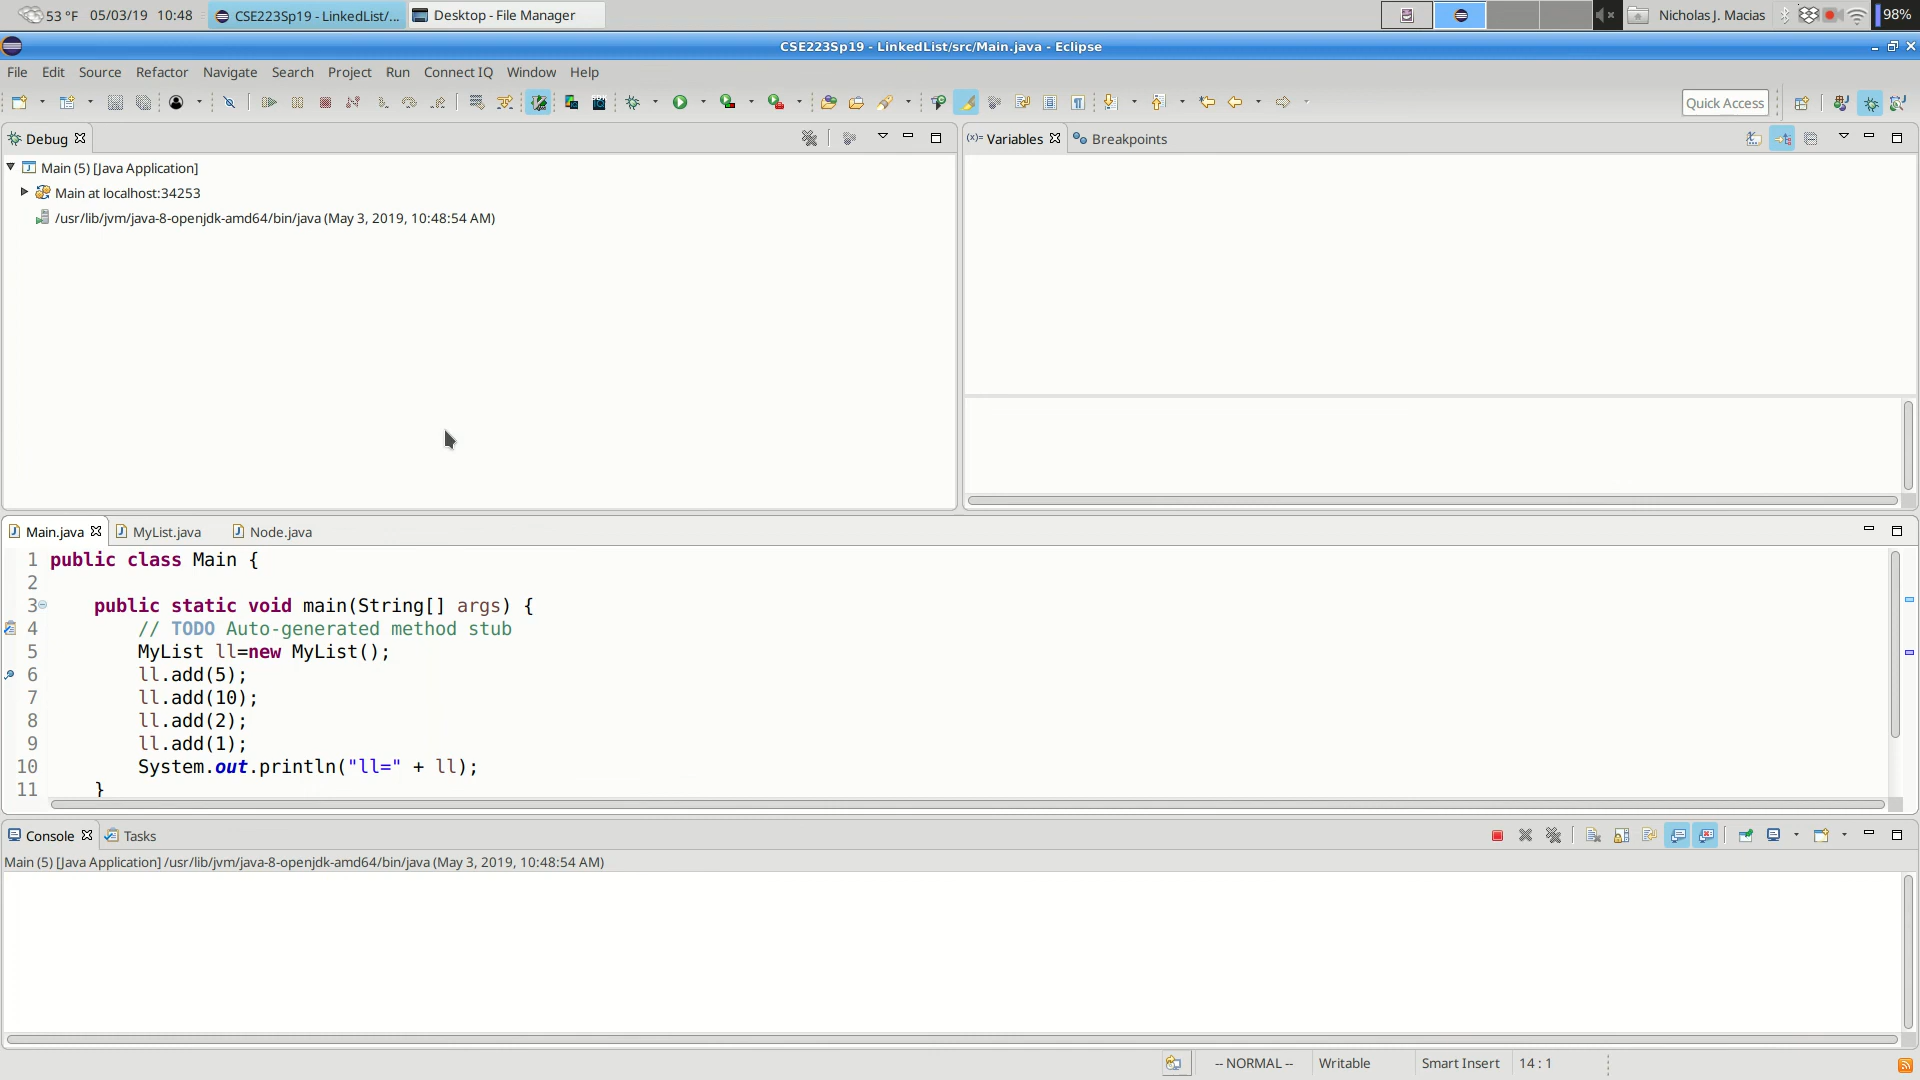 53 °F 05/03/19 10:48 CSE223Sp19 - LinkedList/... Desktop - File Manager Nicholas J. Macias 98%
CSE223Sp19 - LinkedList/src/Main.java - Eclipse
File Edit Source Refactor Navigate Search Project Run Connect IQ Window Help
Quick Access
Debug
Variables Breakpoints
Main (5) [Java Application]
Main at localhost:34253
/usr/lib/jvm/java-8-openjdk-amd64/bin/java (May 3, 2019, 10:48:54 AM)
Main.java MyList.java Node.java
1 public class Main {
2
3 public static void main(String[] args) {
4 // TODO Auto-generated method stub
5 MyList ll=new MyList();
6 ll.add(5);
7 ll.add(10);
8 ll.add(2);
9 ll.add(1);
10 System.out.println("ll=" + ll);
11 }
Console Tasks
Main (5) [Java Application] /usr/lib/jvm/java-8-openjdk-amd64/bin/java (May 3, 2019, 10:48:54 AM)
-- NORMAL -- Writable Smart Insert 14 : 1